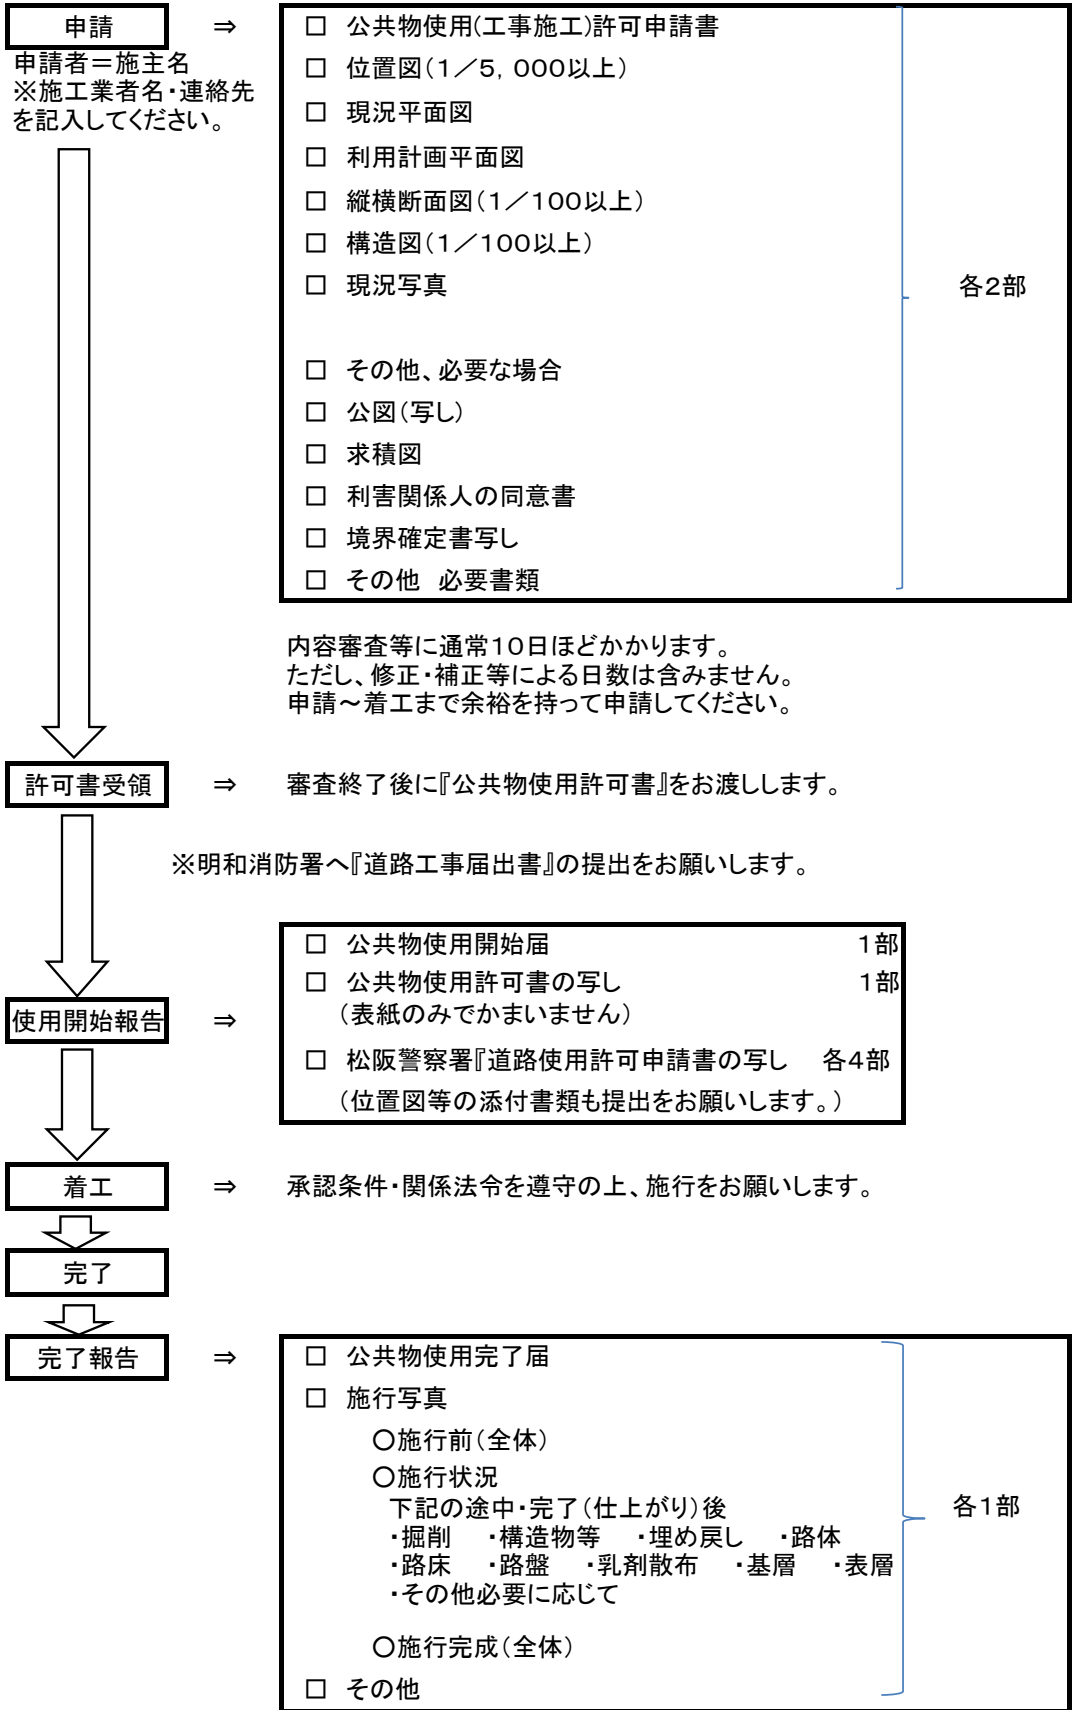 申請 ⇒ □ 公共物使用(工事施工)許可申請書
申請者＝施主名
※施工業者名・連絡先
を記入してください。
□ 位置図(1／5,000以上)
□ 現況平面図
□ 利用計画平面図
□ 縦横断面図(1／100以上)
□ 構造図(1／100以上)
□ 現況写真
各2部
□ その他、必要な場合
□ 公図(写し)
□ 求積図
□ 利害関係人の同意書
□ 境界確定書写し
□ その他 必要書類
内容審査等に通常10日ほどかかります。
ただし、修正・補正等による日数は含みません。
申請～着工まで余裕を持って申請してください。
許可書受領 ⇒ 審査終了後に『公共物使用許可書』をお渡しします。
※明和消防署へ『道路工事届出書』の提出をお願いします。
□ 公共物使用開始届 1部
□ 公共物使用許可書の写し 1部
(表紙のみでかまいません)
使用開始報告 ⇒
□ 松阪警察署『道路使用許可申請書の写し 各4部
(位置図等の添付書類も提出をお願いします。)
着工 ⇒ 承認条件・関係法令を遵守の上、施行をお願いします。
完了
完了報告 ⇒ □ 公共物使用完了届
□ 施行写真
○施行前(全体)
○施行状況
下記の途中・完了(仕上がり)後
・掘削 ・構造物等 ・埋め戻し ・路体
・路床 ・路盤 ・乳剤散布 ・基層 ・表層
・その他必要に応じて
各1部
○施行完成(全体)
□ その他